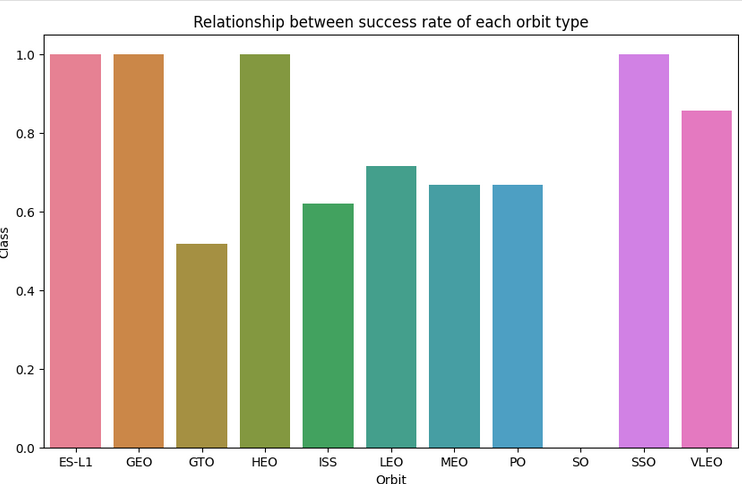 Relationship between success rate of each orbit type
1.0
0.8
0.6
0.4
0.2
0.0
Class
ES-L1 GEO GTO HEO ISS LEO MEO PO SO SSO VLEO
Orbit